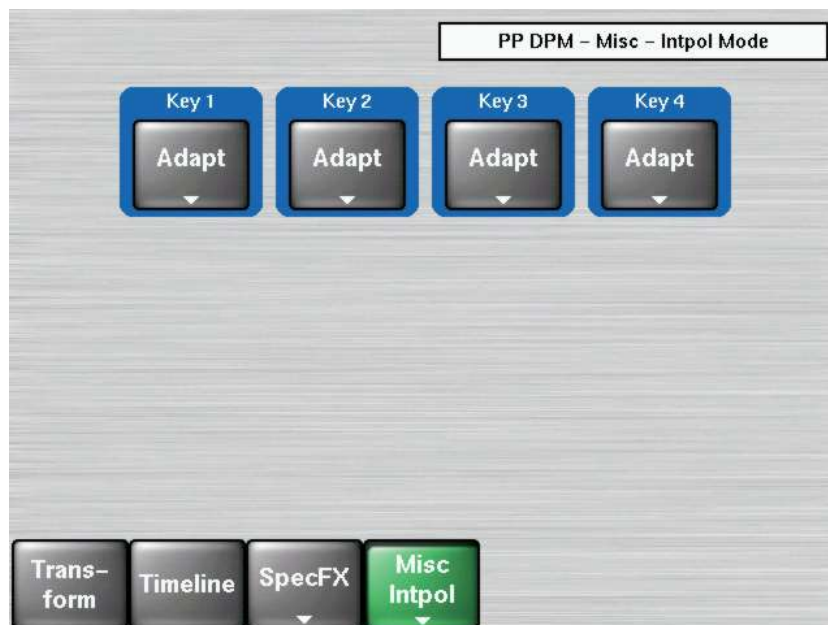 PP DPM – Misc – Intpol Mode
Key 1
Key 2
Key 3
Key 4
Adapt
Adapt
Adapt
Adapt
Trans–
form
Timeline
SpecFX
Misc
Intpol